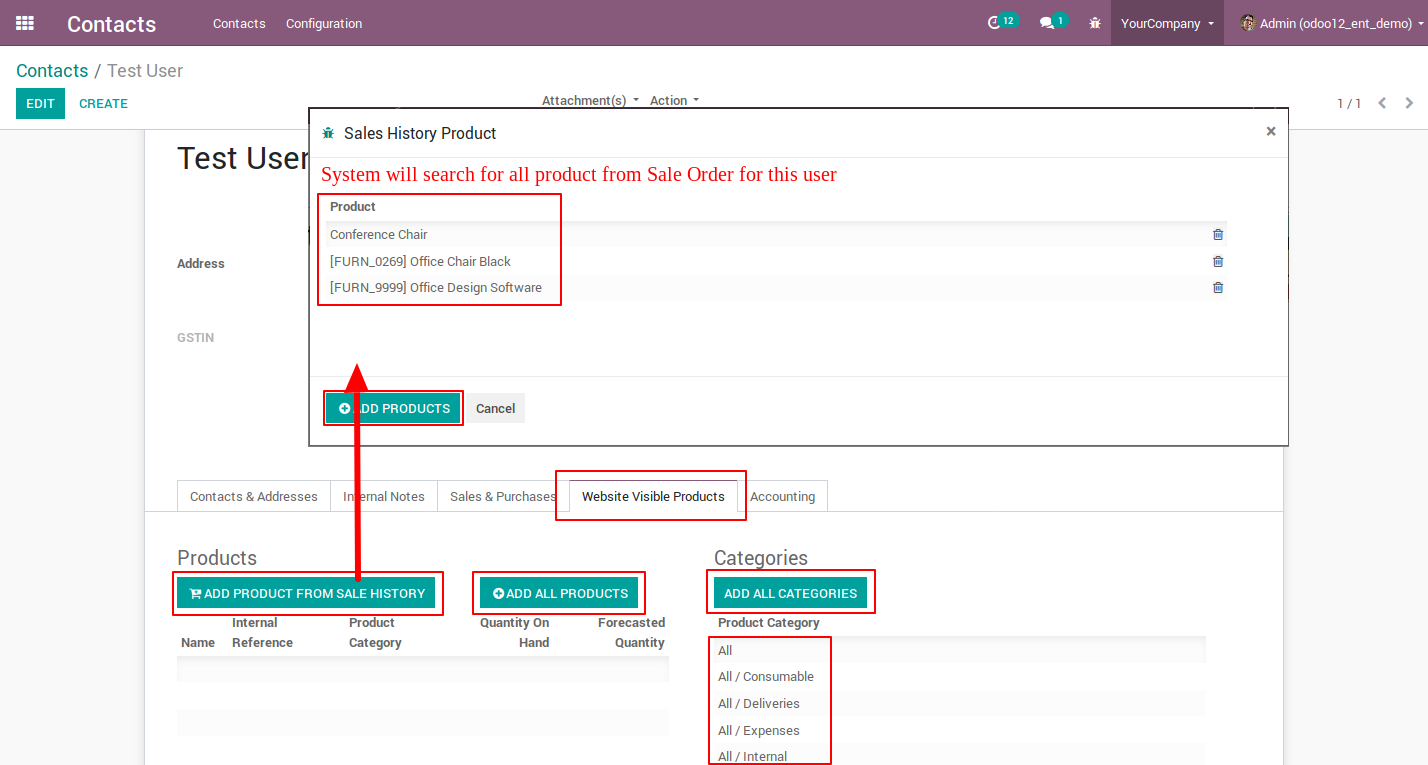 Contacts Contacts Configuration 12 1 YourCompany Admin (odoo12_ent_demo)
Contacts / Test User
EDIT CREATE Attachment(s) Action 1 / 1
Sales History Product ×
Test User
System will search for all product from Sale Order for this user
Product
Conference Chair
[FURN_0269] Office Chair Black
[FURN_9999] Office Design Software
Address
GSTIN
ADD PRODUCTS Cancel
Contacts & Addresses Internal Notes Sales & Purchases Website Visible Products Accounting
Products Categories
ADD PRODUCT FROM SALE HISTORY ADD ALL PRODUCTS ADD ALL CATEGORIES
Name Internal Reference Product Category Quantity On Hand Forecasted Quantity
Product Category
All
All / Consumable
All / Deliveries
All / Expenses
All / Internal